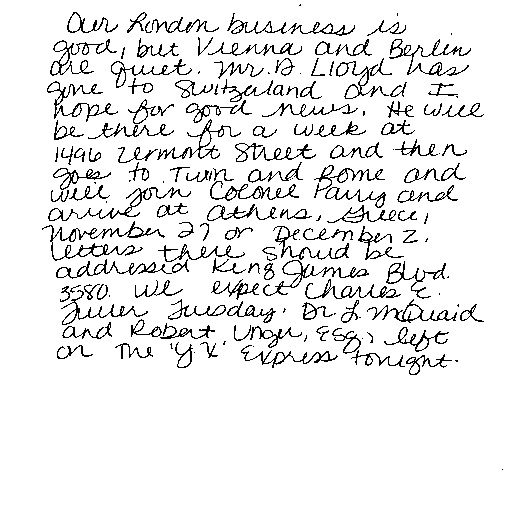 Our London business is
good, but Vienna and Berlin
are quiet. Mr. D. Lloyd has
gone to Switzerland and I
hope for good news. He will
be there for a week at
1496 Zermont Street and then
goes to Turin and Rome and
will join Colonel Parry and
arrive at Athens, Greece,
November 27 or December 2.
Letters there should be
addressed King James Blvd.
3580. We expect Charles E.
Fuller Tuesday. Dr. L. McQuaid
and Robert Unger, Esq., left
on The 'Y.X.' Express tonight.